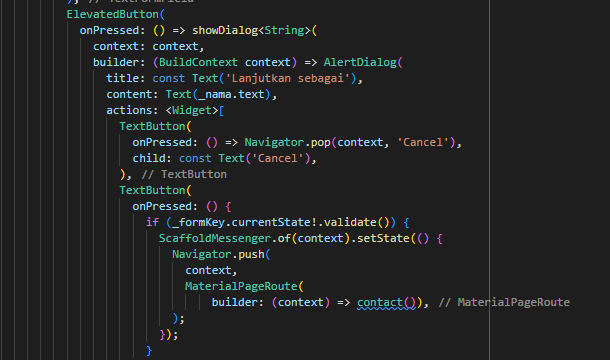 ), // TextFormField
ElevatedButton(
onPressed: () => showDialog<String>(
context: context,
builder: (BuildContext context) => AlertDialog(
title: const Text('Lanjutkan sebagai'),
content: Text(_nama.text),
actions: <Widget>[
TextButton(
onPressed: () => Navigator.pop(context, 'Cancel'),
child: const Text('Cancel'),
), // TextButton
TextButton(
onPressed: () {
if (_formKey.currentState!.validate()) {
ScaffoldMessenger.of(context).setState(() {
Navigator.push(
context,
MaterialPageRoute(
builder: (context) => contact()), // MaterialPageRoute
);
});
}